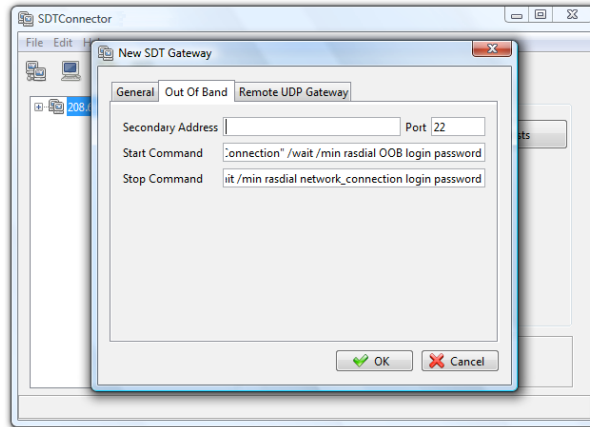 SDTConnector
File Edit
New SDT Gateway
General Out Of Band Remote UDP Gateway
Secondary Address Port 22
Start Command Connection" /wait /min rasdial OOB login password
Stop Command /min rasdial network_connection login password
208.
OK Cancel